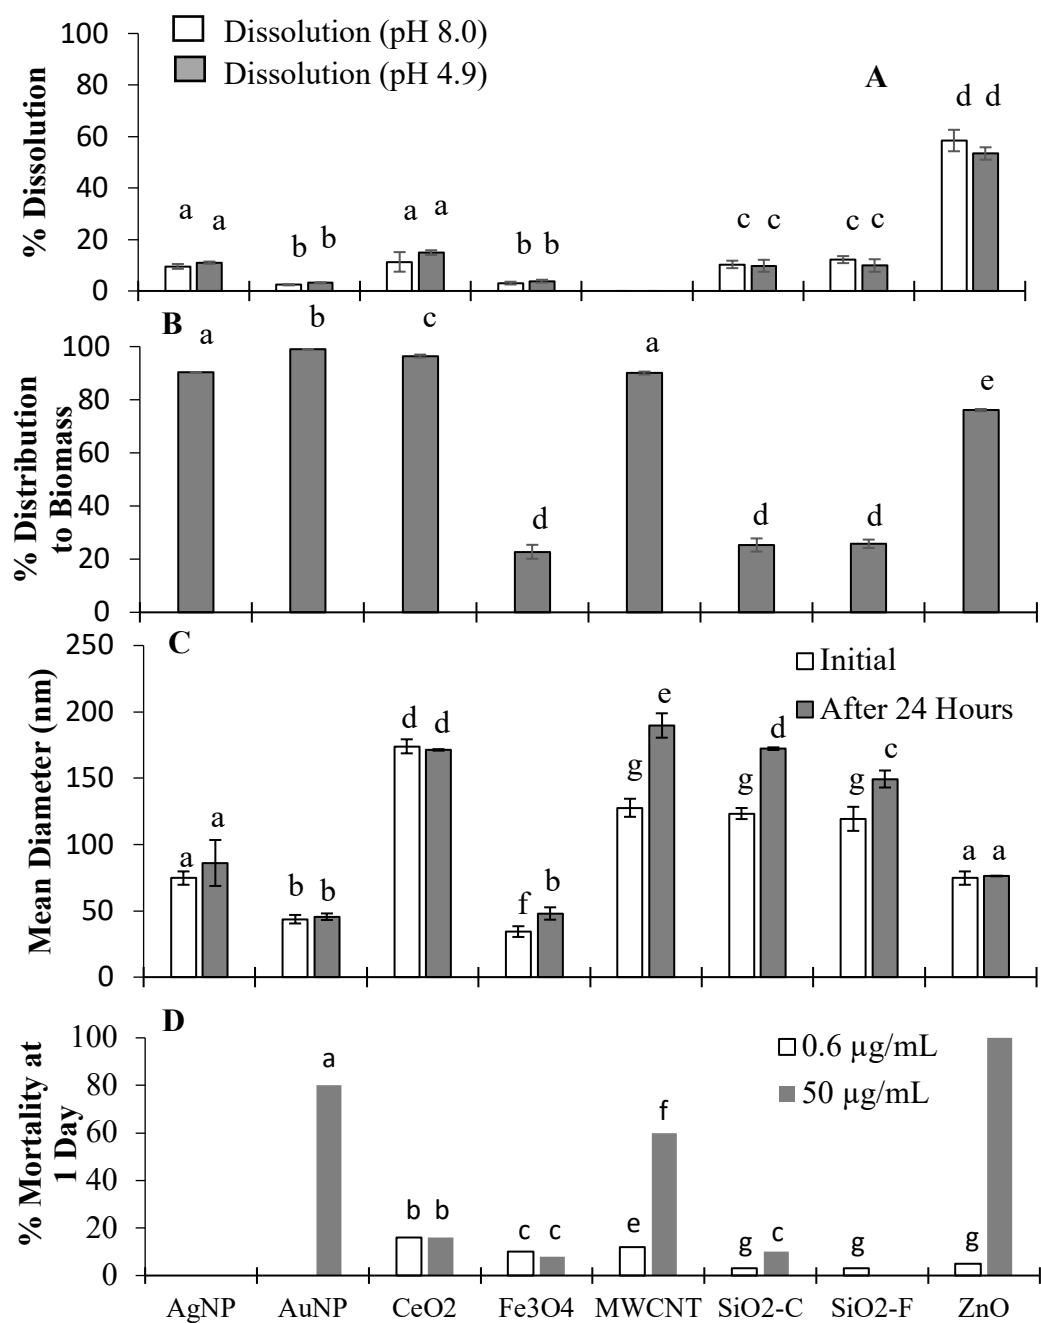 Dissolution (pH 8.0)
Dissolution (pH 4.9)
A
% Dissolution
100
80
60
40
20
0
a a
b b
a a
b b
c c
c c
d d
B
% Distribution
to Biomass
100
80
60
40
20
0
a
b
c
d
a
d
d
e
C
Initial
After 24 Hours
Mean Diameter (nm)
250
200
150
100
50
0
a a
b b
d d
f b
g e
g d
g c
a a
D
0.6 µg/mL
50 µg/mL
% Mortality at
1 Day
100
80
60
40
20
0
a
b b
c c
e f
g c
g
g
AgNP AuNP CeO2 Fe3O4 MWCNT SiO2-C SiO2-F ZnO